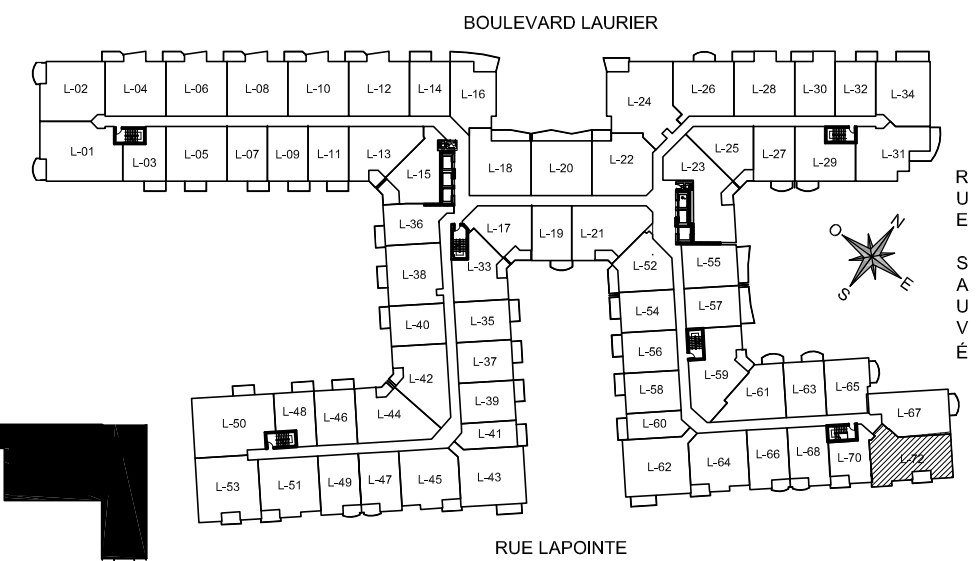 BOULEVARD LAURIER
L-02 L-04 L-06 L-08 L-10 L-12 L-14 L-16 L-24 L-26 L-28 L-30 L-32 L-34
L-01 L-03 L-05 L-07 L-09 L-11 L-13 L-15 L-18 L-20 L-22 L-23 L-25 L-27 L-29 L-31
L-36 L-17 L-19 L-21
L-38 L-33 L-52 L-55
L-40 L-35 L-54 L-57
L-42 L-37 L-56 L-59
L-39 L-58 L-61 L-63 L-65
L-50 L-48 L-46 L-44 L-41 L-60 L-67
L-53 L-51 L-49 L-47 L-45 L-43 L-62 L-64 L-66 L-68 L-70 L-72
RUE SAUVÉ
N
O
E
S
RUE LAPOINTE